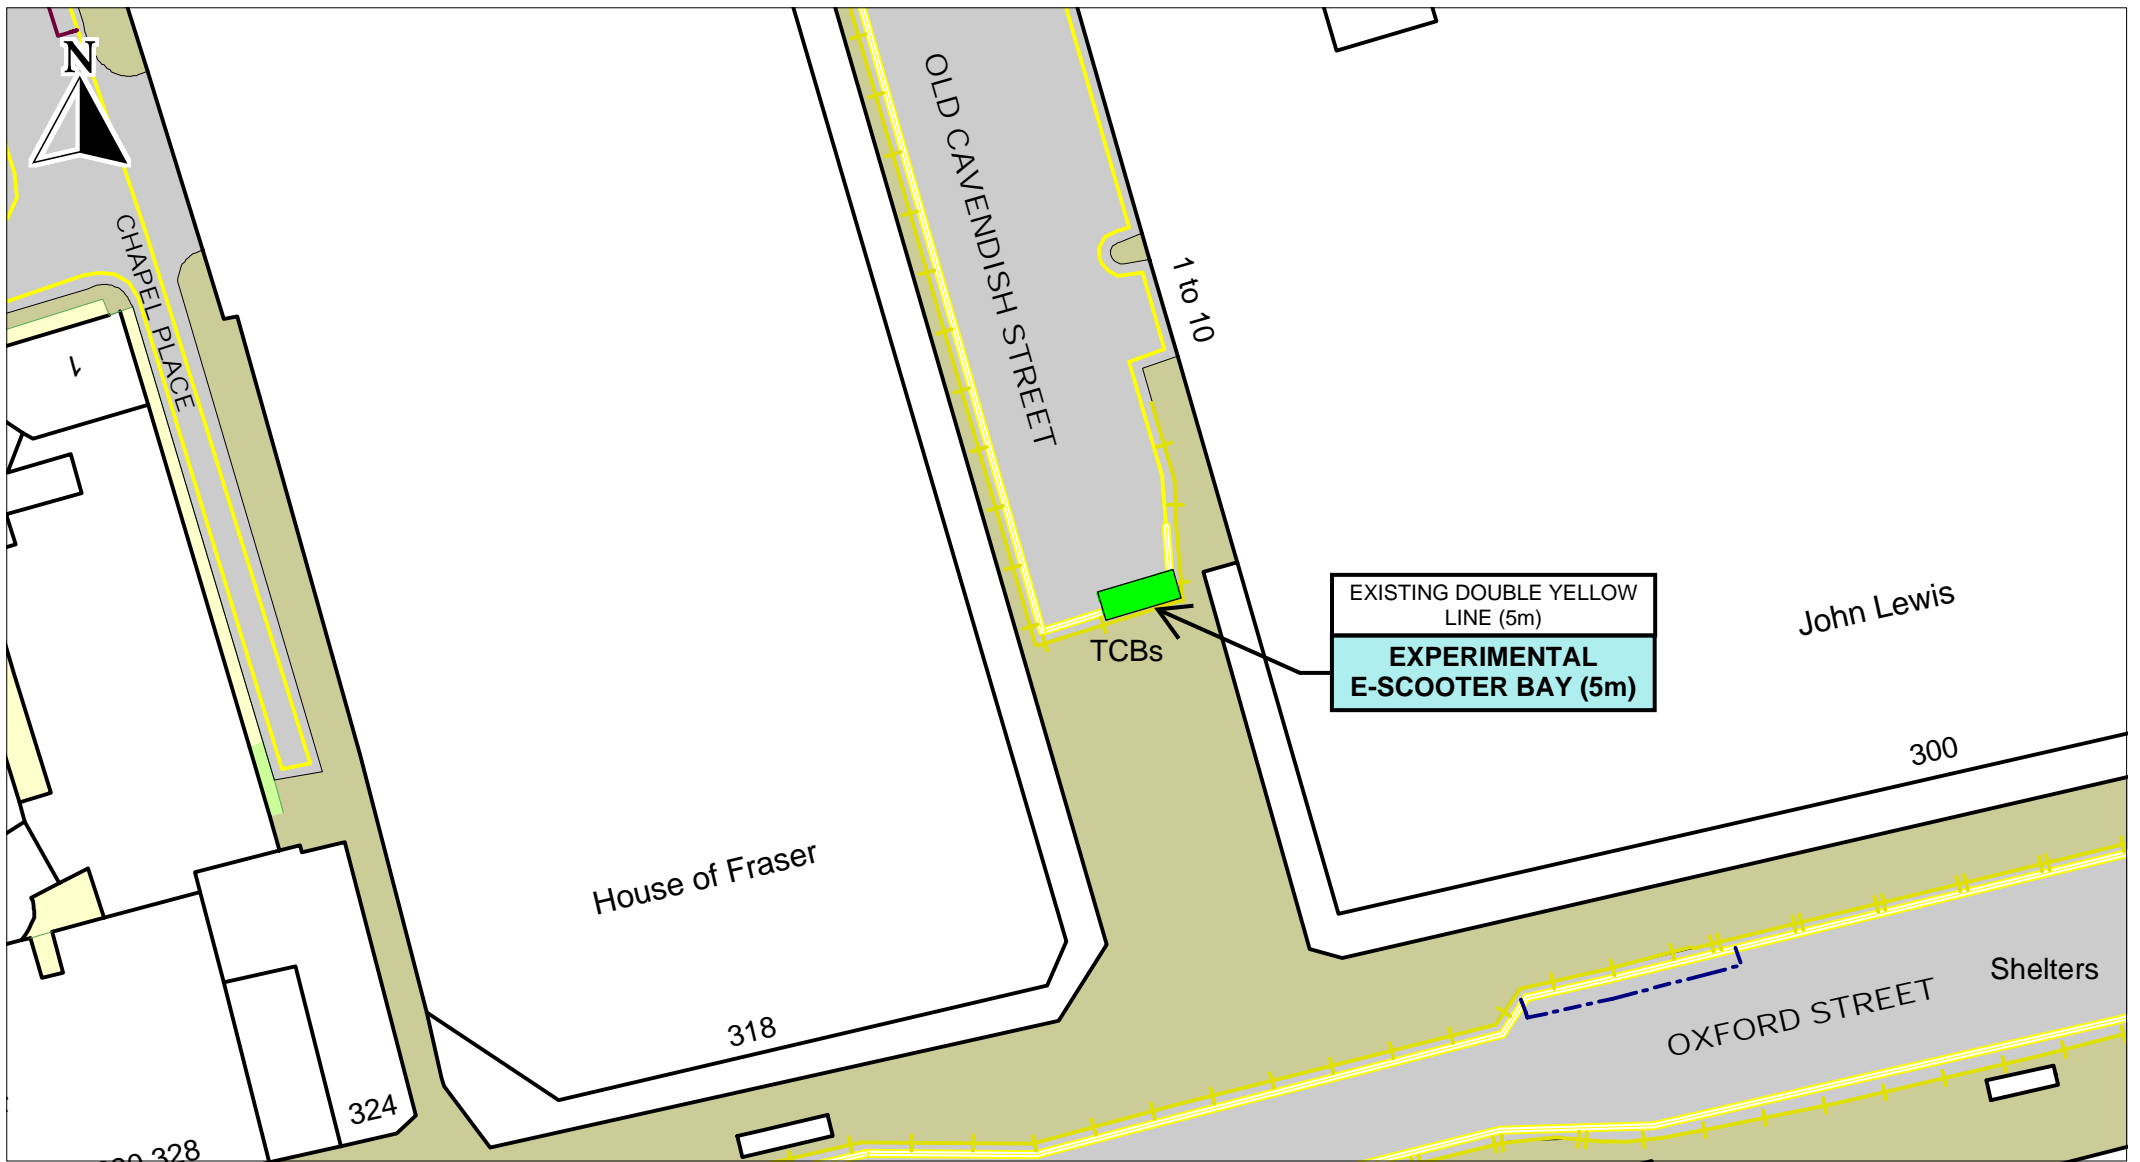 N
OLD CAVENDISH STREET
CHAPEL PLACE
1 to 10
1
EXISTING DOUBLE YELLOW
LINE (5m)
EXPERIMENTAL
E-SCOOTER BAY (5m)
TCBs
John Lewis
300
House of Fraser
318
Shelters
OXFORD STREET
324
328